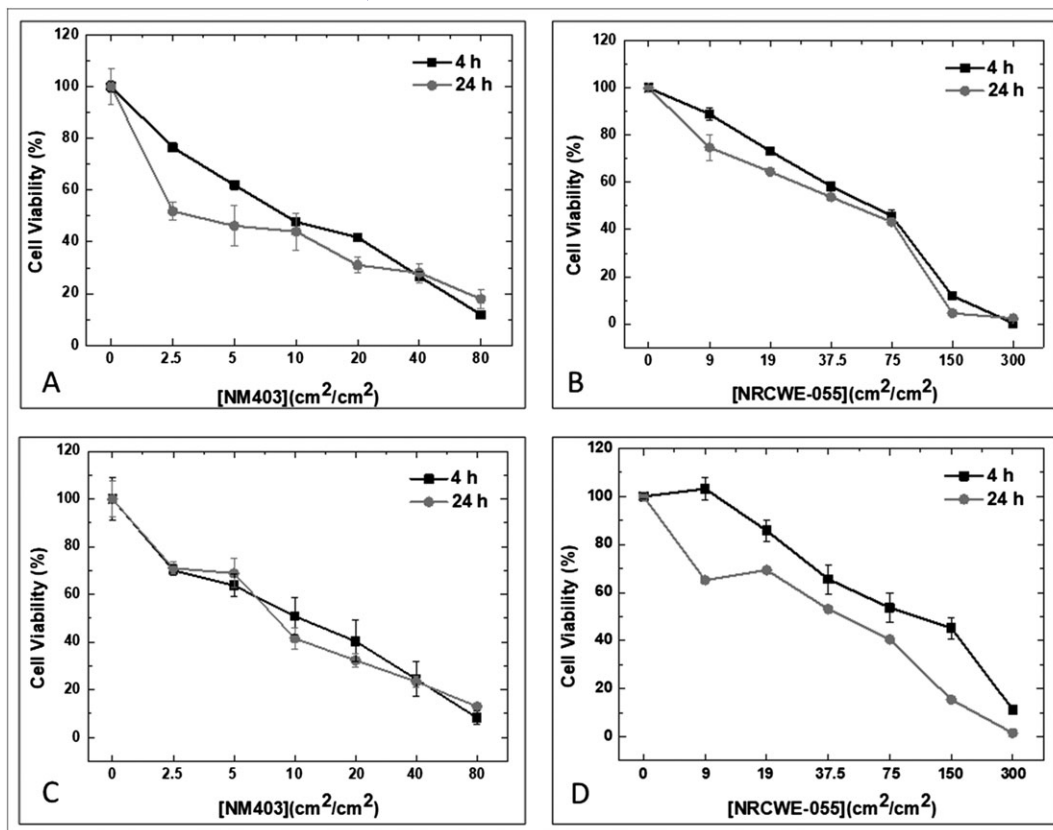 120
100
80
60
40
20
0
Cell Viability (%)
4 h
24 h
0 2.5 5 10 20 40 80
A
[NM403](cm²/cm²)
120
100
80
60
40
20
0
Cell Viability (%)
4 h
24 h
0 9 19 37.5 75 150 300
B
[NRCWE-055](cm²/cm²)
120
100
80
60
40
20
0
Cell Viability (%)
4 h
24 h
0 2.5 5 10 20 40 80
C
[NM403](cm²/cm²)
120
100
80
60
40
20
0
Cell Viability (%)
4 h
24 h
0 9 19 37.5 75 150 300
D
[NRCWE-055](cm²/cm²)